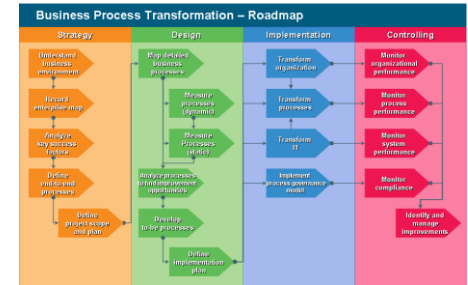 Business Process Transformation – Roadmap
Strategy
Design
Implementation
Controlling
Understand
business
environment
Record
enterprise map
Analyze
key success
factors
Define
end-to-end
processes
Define
project scope
and plan
Map detailed
business
processes
Measure
processes
(dynamic)
Measure
Processes
(static)
Analyze processes
to find improvement
opportunities
Develop
to-be processes
Define
implementation
plan
Transform
organization
Transform
processes
Transform
IT
Implement
process governance
model
Monitor
organizational
performance
Monitor
process
performance
Monitor
system
performance
Monitor
compliance
Identify and
manage
improvements